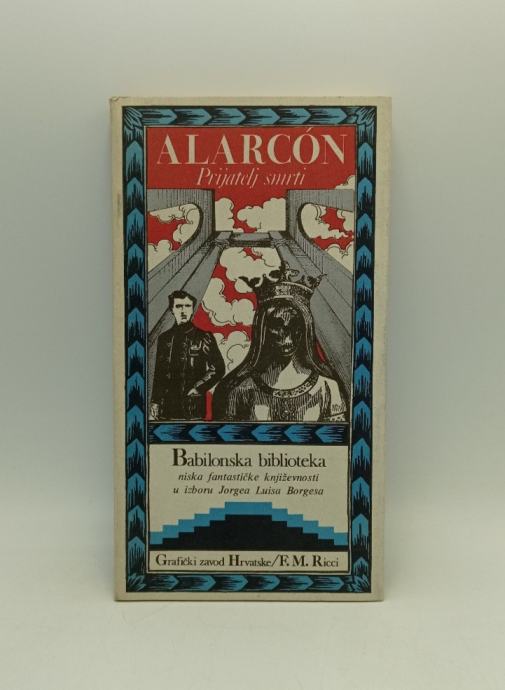 ALARCÓN
Prijatelj smrti
Babilonska biblioteka
niska fantastičke književnosti
u izboru Jorgea Luisa Borgesa
Grafički zavod Hrvatske/F. M. Ricci